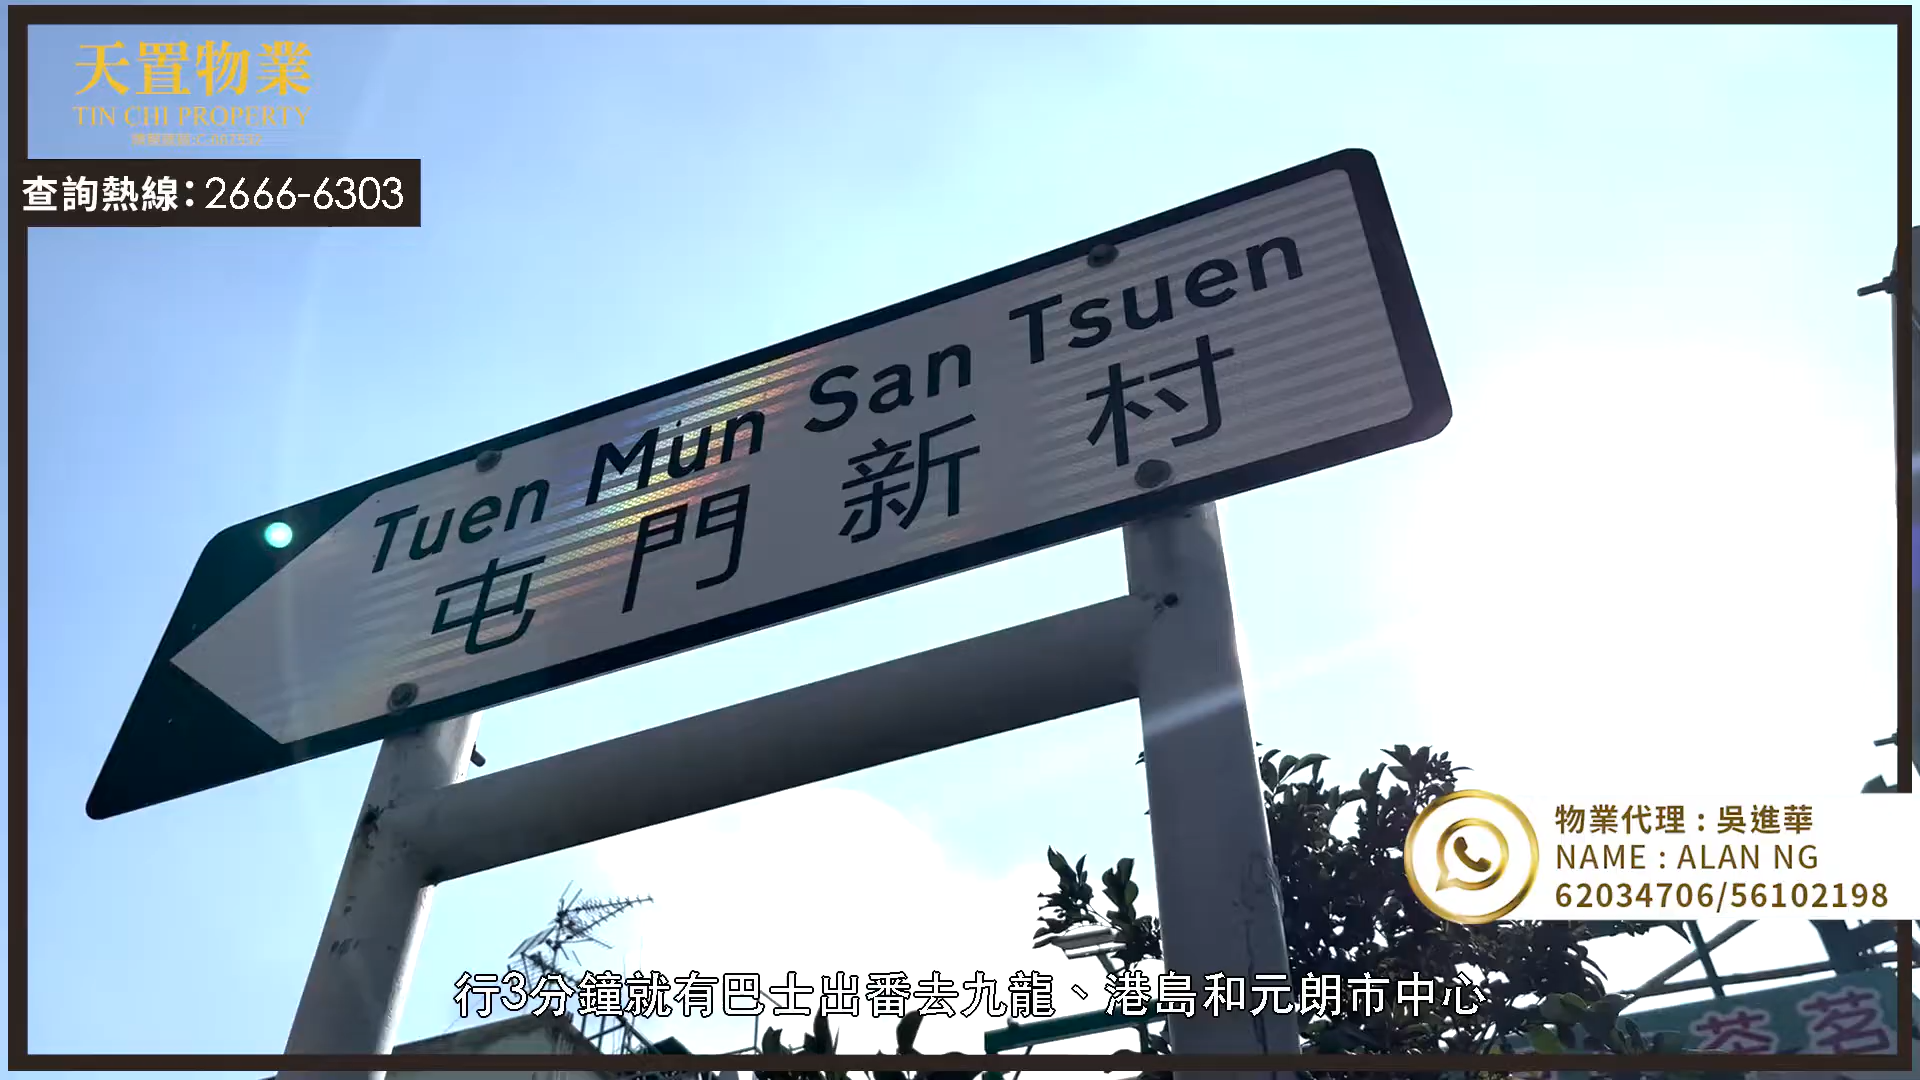 天置物業
TIN CHI PROPERTY
查詢熱線：2666-6303
Tuen Mun San Tsuen
屯門新村
物業代理 : 吳進華
NAME : ALAN NG
62034706/56102198
行3分鐘就有巴士出番去九龍、港島和元朗市中心
茶茗